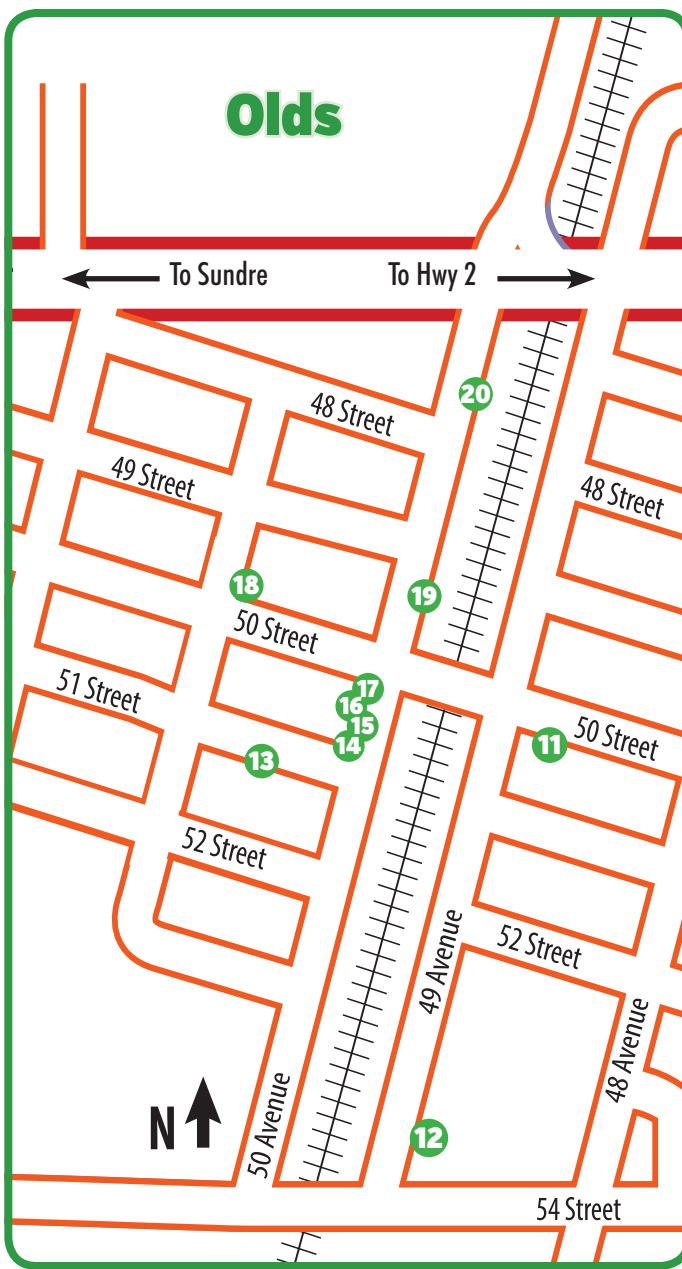 Olds
To Sundre
To Hwy 2
20
48 Street
49 Street
48 Street
18
19
50 Street
17
51 Street
16
15
50 Street
14
11
13
52 Street
49 Avenue
52 Street
48 Avenue
50 Avenue
N
12
54 Street